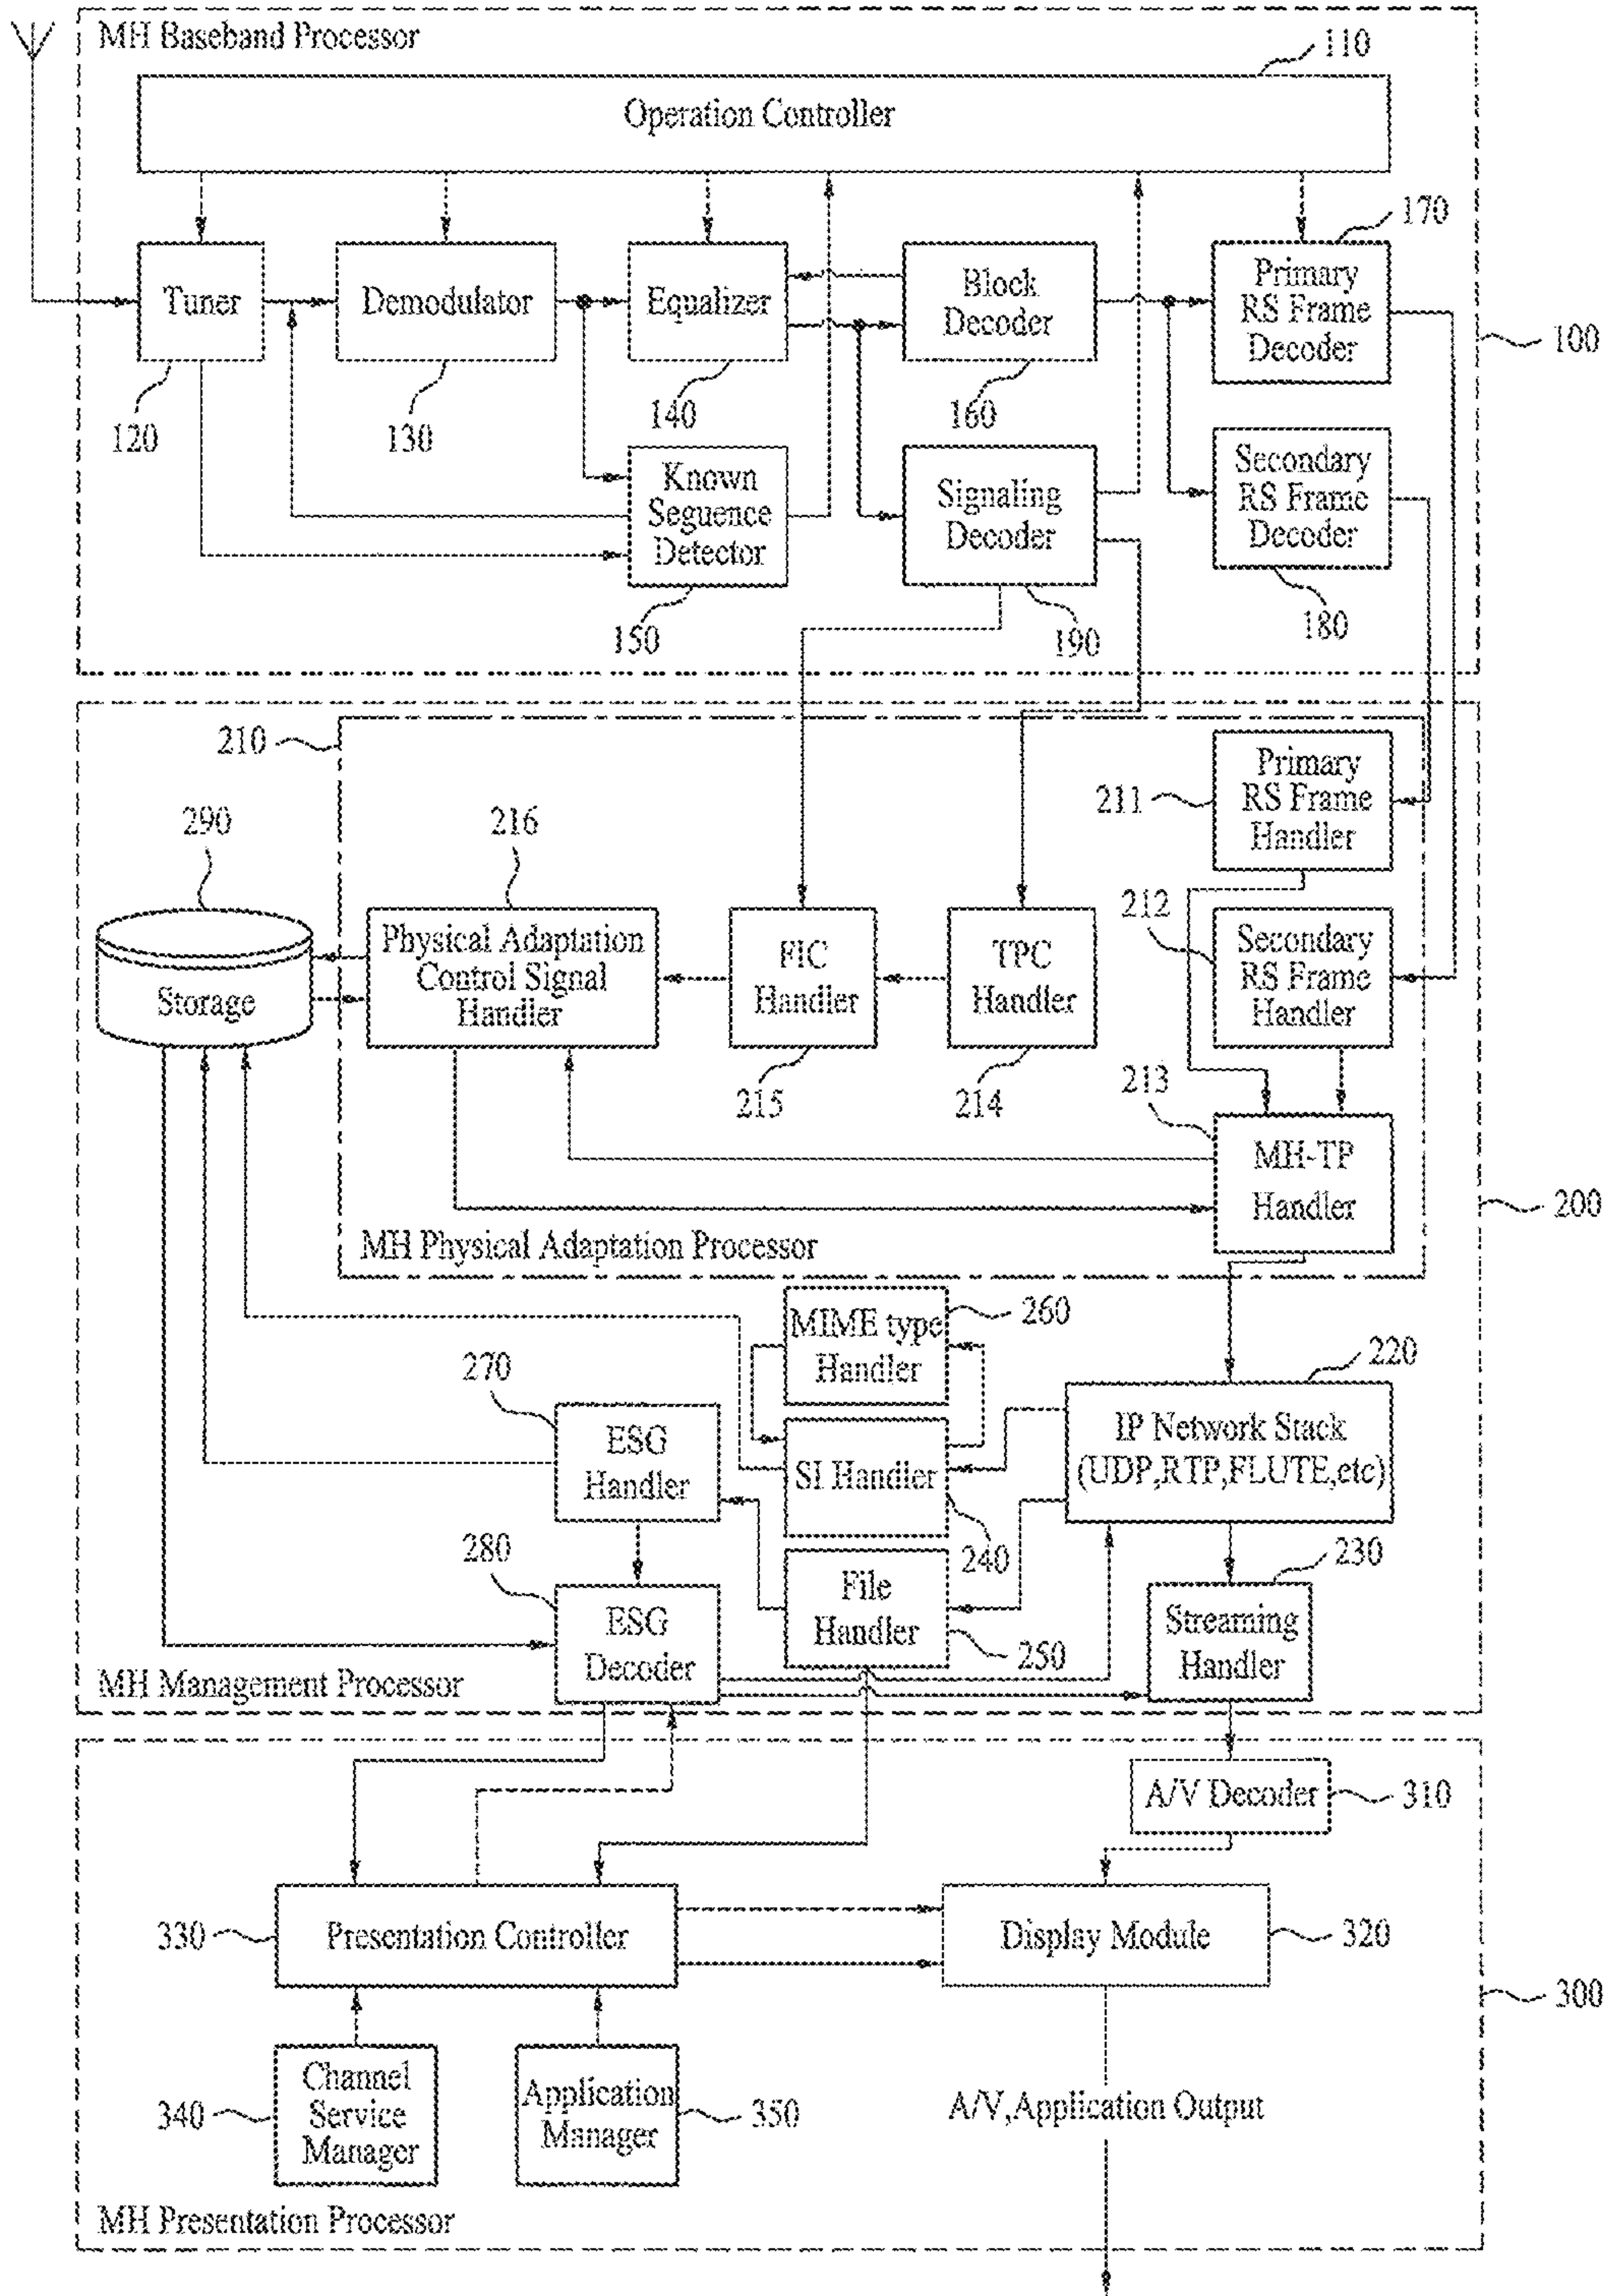 MH Baseband Processor
110
Operation Controller
170
Tuner
Demodulator
Equalizer
Block
Decoder
Primary
RS Frame
Decoder
100
120
130
140
160
Known
Seguence
Detector
Signaling
Decoder
Secondary
RS Frame
Decoder
150
190
180
210
Primary
RS Frame
Handler
211
290
216
212
Storage
Physical Adaptation
Control Signal
Handler
FIC
Handler
TPC
Handler
Secondary
RS Frame
Handler
215
214
213
MH-TP
Handler
200
MH Physical Adaptation Processor
MIME type
Handler
260
270
220
ESG
Handler
SI Handler
IP Network Stack
(UDP,RTP,FLUTE,etc)
280
240
230
ESG
Decoder
File
Handler
250
Streaming
Handler
MH Management Processor
A/V Decoder
310
330
Presentation Controller
Display Module
320
300
340
Channel
Service
Manager
Application
Manager
350
A/V,Application Output
MH Presentation Processor